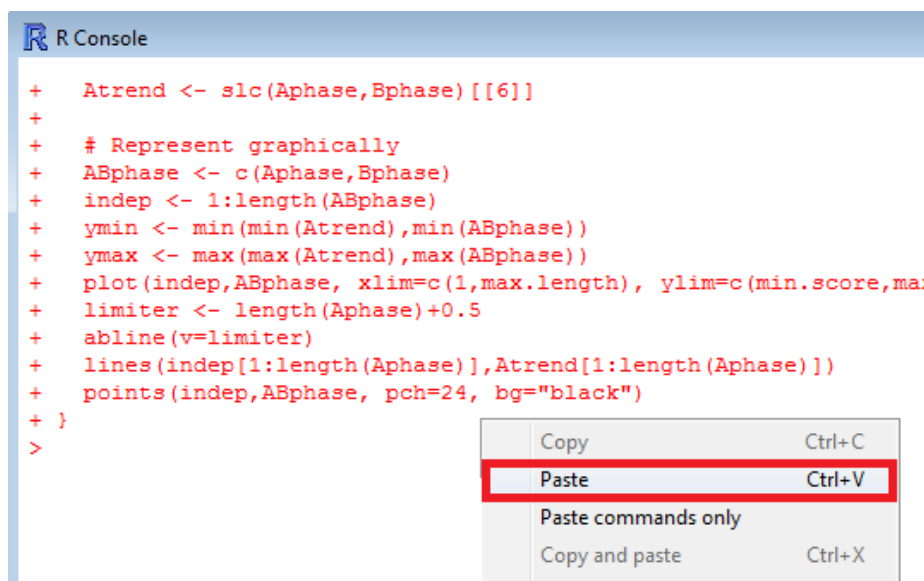 R Console
+ Atrend <- slc(Aphase,Bphase)[[6]]
+
+ # Represent graphically
+ ABphase <- c(Aphase,Bphase)
+ indep <- 1:length(ABphase)
+ ymin <- min(min(Atrend),min(ABphase))
+ ymax <- max(max(Atrend),max(ABphase))
+ plot(indep,ABphase, xlim=c(1,max.length), ylim=c(min.score,max
+ limiter <- length(Aphase)+0.5
+ abline(v=limiter)
+ lines(indep[1:length(Aphase)],Atrend[1:length(Aphase)])
+ points(indep,ABphase, pch=24, bg="black")
+ }
>
Copy Ctrl+C
Paste Ctrl+V
Paste commands only
Copy and paste Ctrl+X